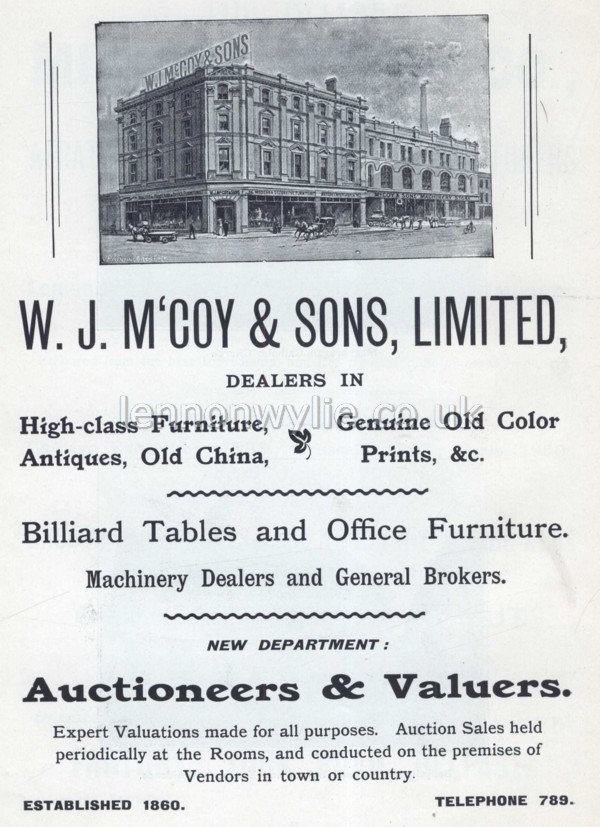 W. J. McCOY & SONS
W. J. M‘COY & SONS, LIMITED,
DEALERS IN
High-class Furniture, Genuine Old Color
Antiques, Old China, Prints, &c.
lennonwylie.co.uk
Billiard Tables and Office Furniture.
Machinery Dealers and General Brokers.
NEW DEPARTMENT:
Auctioneers & Valuers.
Expert Valuations made for all purposes. Auction Sales held
periodically at the Rooms, and conducted on the premises of
Vendors in town or country.
ESTABLISHED 1860. TELEPHONE 789.